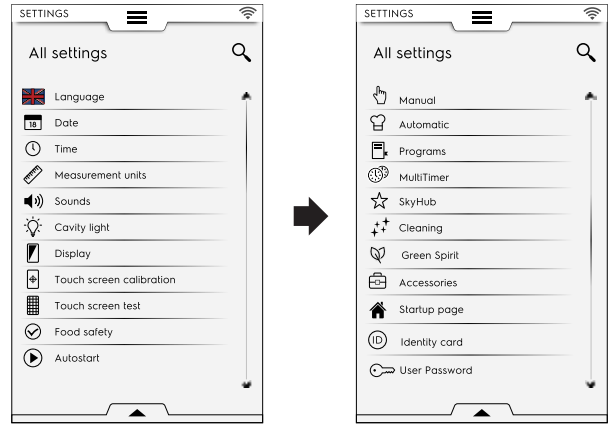 SETTINGS
All settings
Language
18 Date
Time
Measurement units
Sounds
Cavity light
Display
Touch screen calibration
Touch screen test
Food safety
Autostart
SETTINGS
All settings
Manual
Automatic
Programs
MultiTimer
SkyHub
Cleaning
Green Spirit
Accessories
Startup page
ID Identity card
User Password